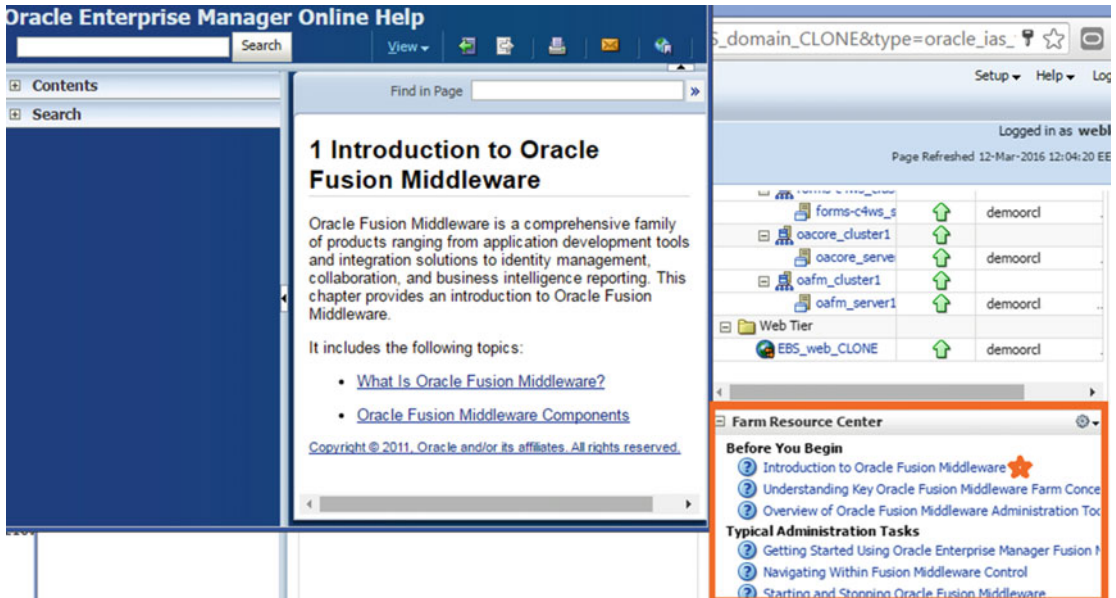 Oracle Enterprise Manager Online Help
Search
View
Contents
Search
Find in Page
»
1 Introduction to Oracle
Fusion Middleware
Oracle Fusion Middleware is a comprehensive family
of products ranging from application development tools
and integration solutions to identity management,
collaboration, and business intelligence reporting. This
chapter provides an introduction to Oracle Fusion
Middleware.
It includes the following topics:
• What Is Oracle Fusion Middleware?
• Oracle Fusion Middleware Components
Copyright © 2011, Oracle and/or its affiliates. All rights reserved.
S_domain_CLONE&type=oracle_ias_
Setup Help Log
Logged in as webl
Page Refreshed 12-Mar-2016 12:04:20 EE
forms-c4ws_s demoorcl
oacore_cluster1
oacore_serve demoorcl
oafm_cluster1
oafm_server1 demoorcl
Web Tier
EBS_web_CLONE demoorcl
Farm Resource Center
Before You Begin
Introduction to Oracle Fusion Middleware
Understanding Key Oracle Fusion Middleware Farm Conce
Overview of Oracle Fusion Middleware Administration Too
Typical Administration Tasks
Getting Started Using Oracle Enterprise Manager Fusion M
Navigating Within Fusion Middleware Control
Starting and Stopping Oracle Fusion Middleware